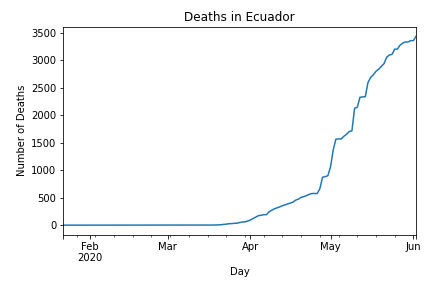 Deaths in Ecuador
3500
3000
2500
2000
1500
1000
500
0
Number of Deaths
Feb
2020
Mar
Apr
May
Jun
Day